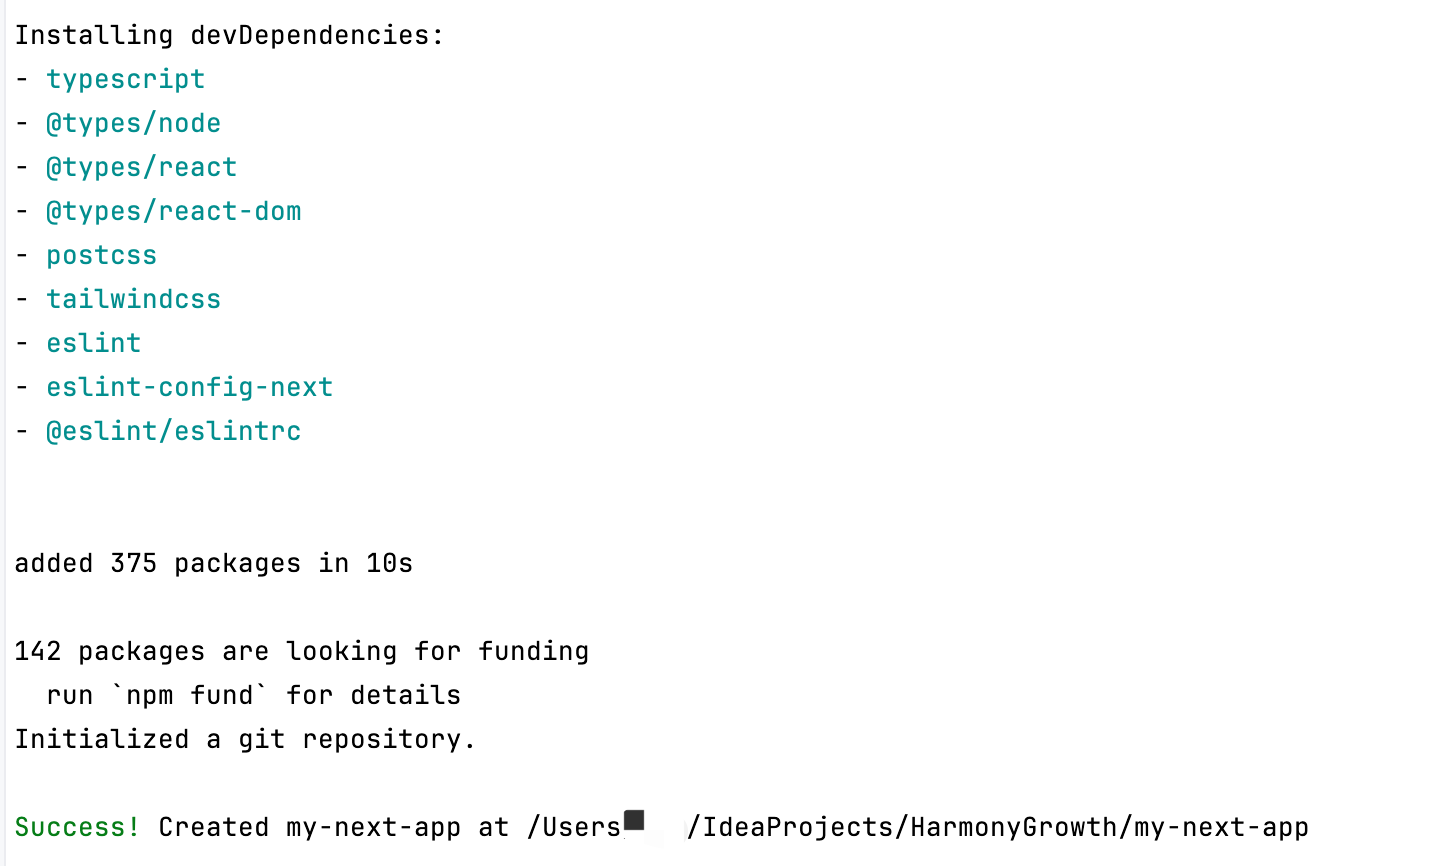 Installing devDependencies:
- typescript
- @types/node
- @types/react
- @types/react-dom
- postcss
- tailwindcss
- eslint
- eslint-config-next
- @eslint/eslintrc
added 375 packages in 10s
142 packages are looking for funding
  run `npm fund` for details
Initialized a git repository.
Success! Created my-next-app at /Users /IdeaProjects/HarmonyGrowth/my-next-app